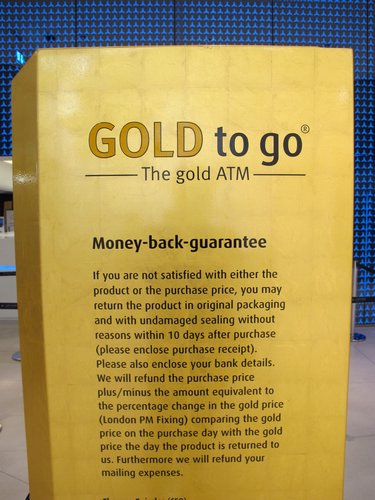 GOLD to go®
The gold ATM
Money-back-guarantee
If you are not satisfied with either the
product or the purchase price, you may
return the product in original packaging
and with undamaged sealing without
reasons within 10 days after purchase
(please enclose purchase receipt).
Please also enclose your bank details.
We will refund the purchase price
plus/minus the amount equivalent to
the percentage change in the gold price
(London PM Fixing) comparing the gold
price on the purchase day with the gold
price the day the product is returned to
us. Furthermore we will refund your
mailing expenses.